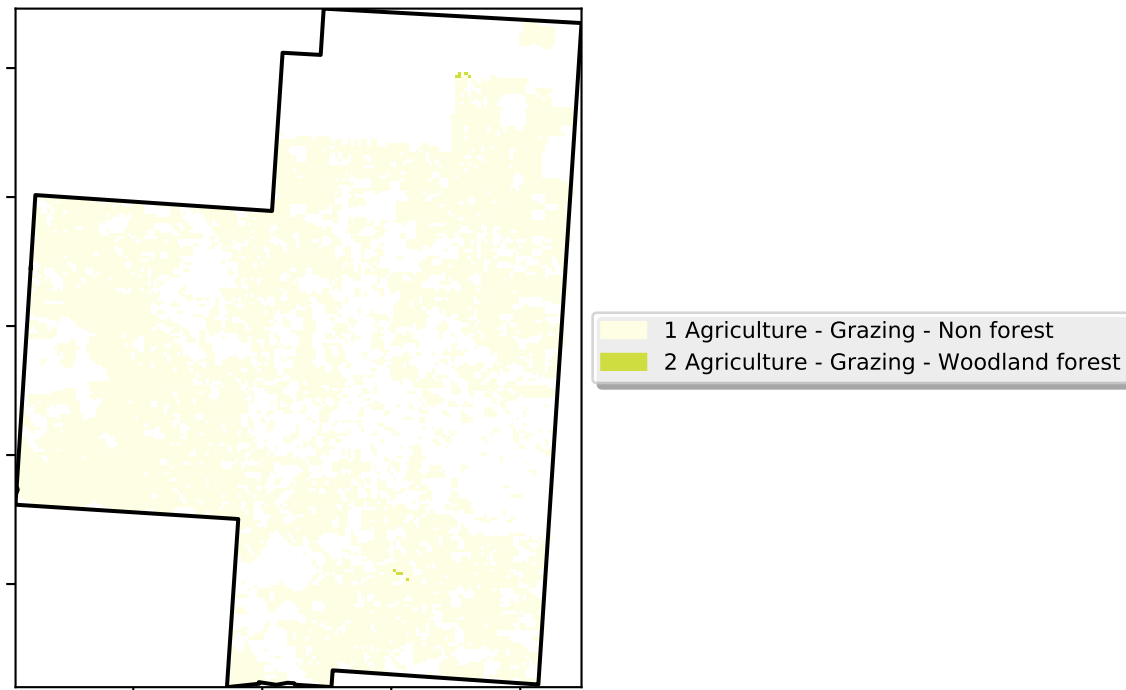 1 Agriculture - Grazing - Non forest
2 Agriculture - Grazing - Woodland forest